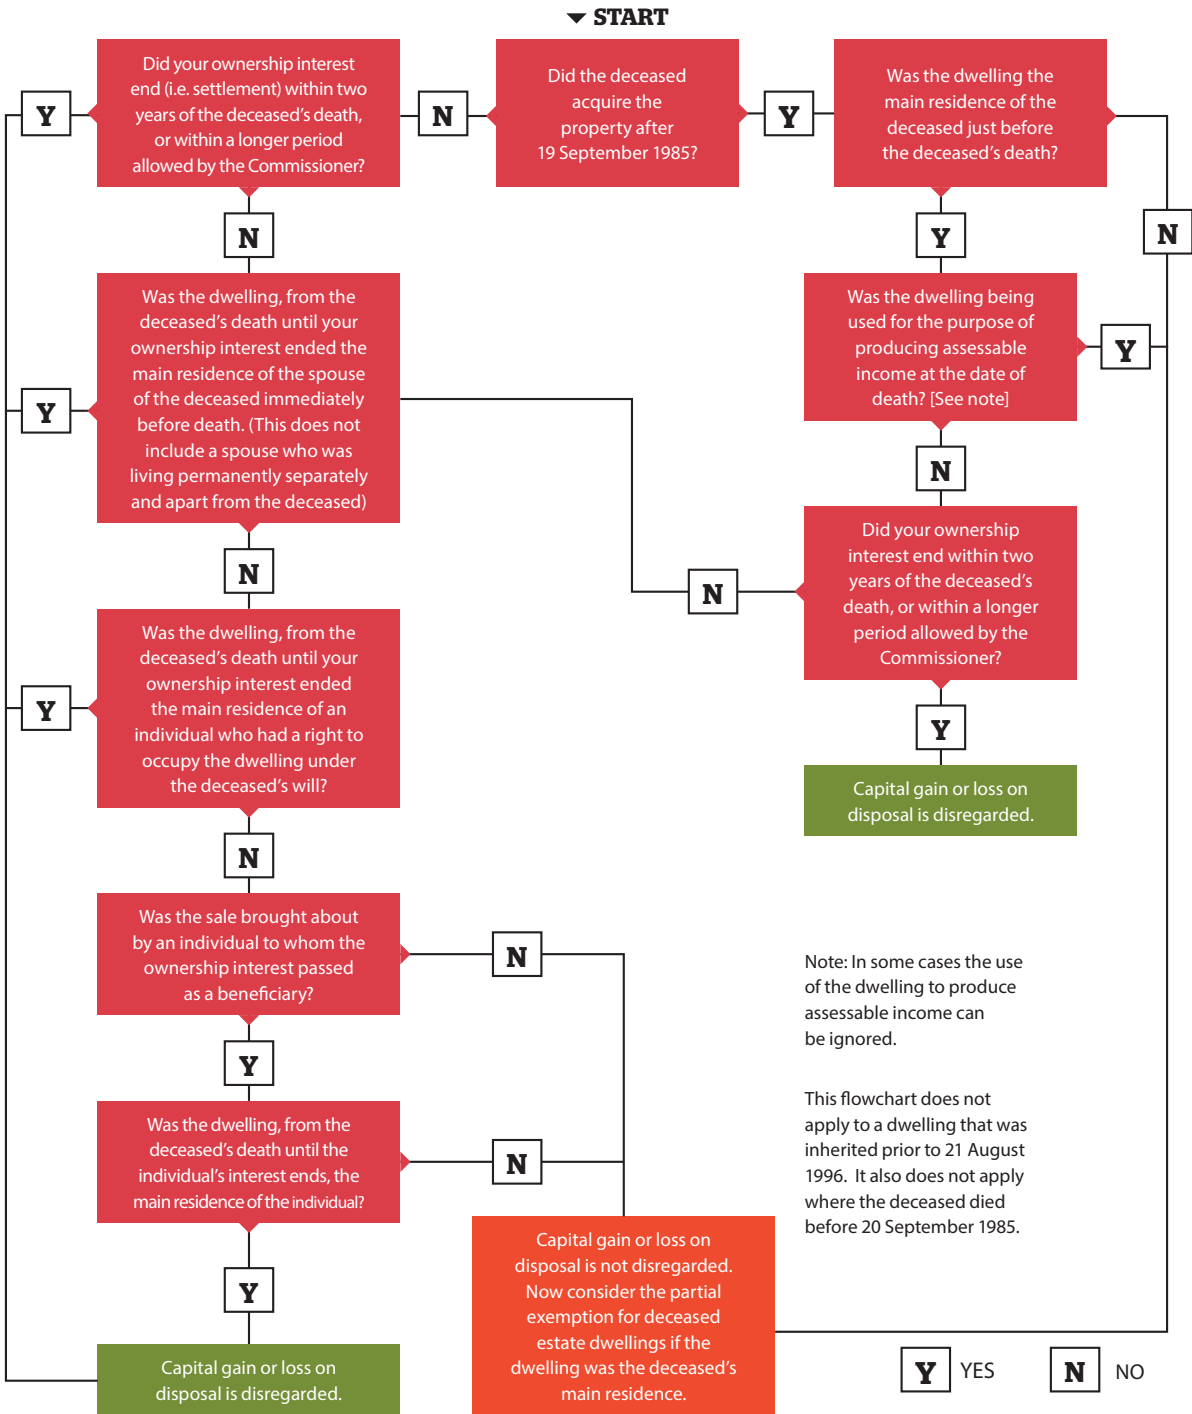 START
Did the deceased
acquire the
property after
19 September 1985?
N
Y
Did your ownership interest
end (i.e. settlement) within two
years of the deceased’s death,
or within a longer period
allowed by the Commissioner?
Y
N
Was the dwelling, from the
deceased’s death until your
ownership interest ended the
main residence of the spouse
of the deceased immediately
before death. (This does not
include a spouse who was
living permanently separately
and apart from the deceased)
Y
N
Was the dwelling, from the
deceased’s death until your
ownership interest ended
the main residence of an
individual who had a right to
occupy the dwelling under
the deceased’s will?
Y
N
Was the sale brought about
by an individual to whom the
ownership interest passed
as a beneficiary?
N
Y
Was the dwelling, from the
deceased’s death until the
individual’s interest ends, the
main residence of the individual?
N
Y
Capital gain or loss on
disposal is disregarded.
Was the dwelling the
main residence of the
deceased just before
the deceased’s death?
N
Y
Was the dwelling being
used for the purpose of
producing assessable
income at the date of
death? [See note]
Y
N
Did your ownership
interest end within two
years of the deceased’s
death, or within a longer
period allowed by the
Commissioner?
N
Y
Capital gain or loss on
disposal is disregarded.
Capital gain or loss on
disposal is not disregarded.
Now consider the partial
exemption for deceased
estate dwellings if the
dwelling was the deceased’s
main residence.
Note: In some cases the use
of the dwelling to produce
assessable income can
be ignored.
This flowchart does not
apply to a dwelling that was
inherited prior to 21 August
1996. It also does not apply
where the deceased died
before 20 September 1985.
Y YES
N NO